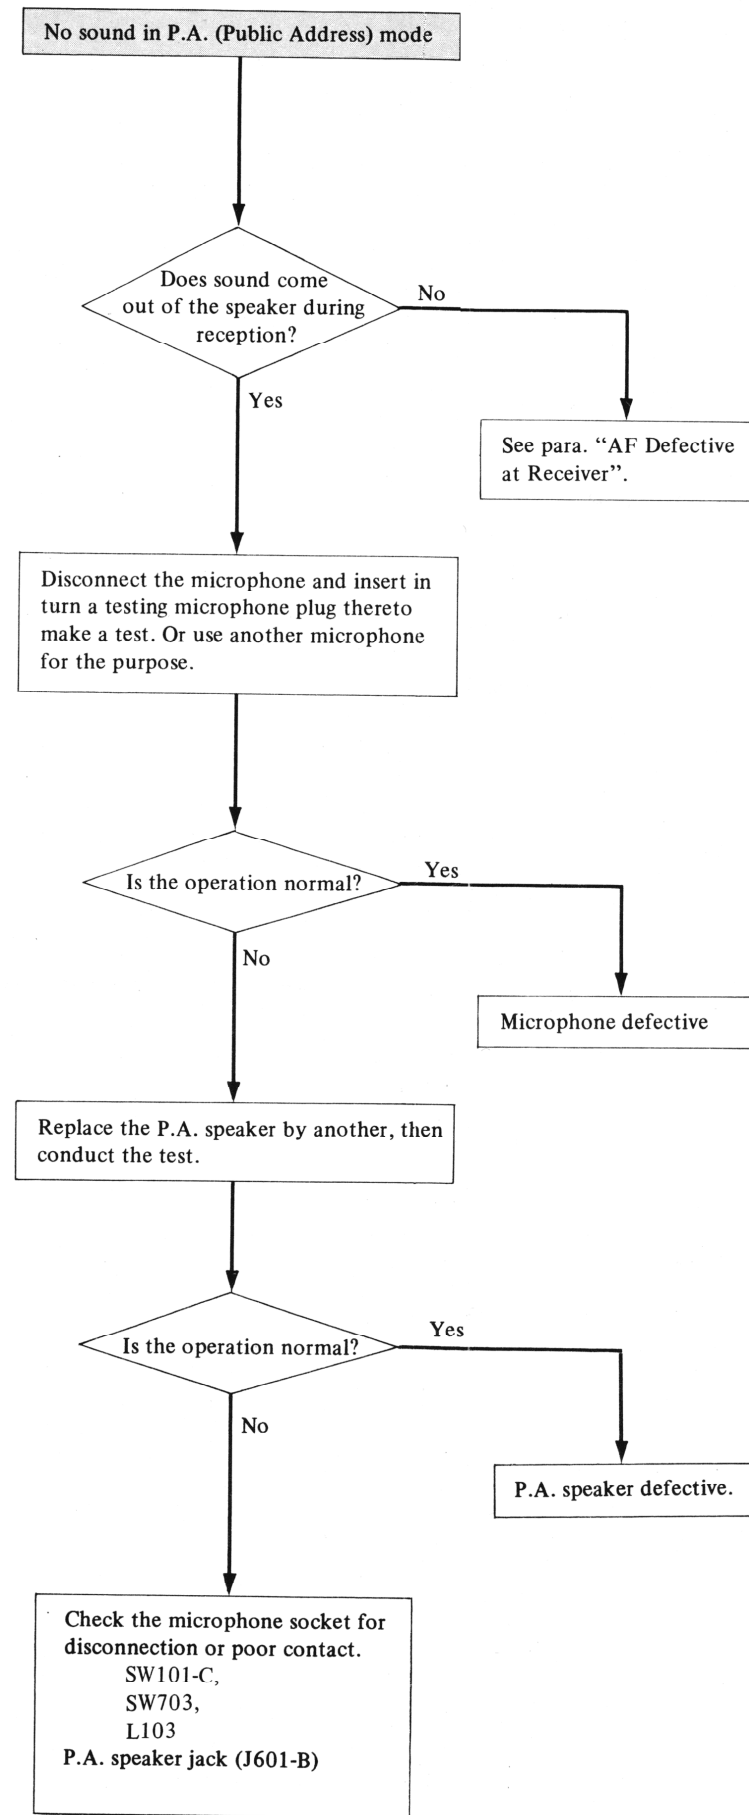 No sound in P.A. (Public Address) mode
Does sound come
out of the speaker during
reception?
No
Yes
See para. “AF Defective
at Receiver”.
Disconnect the microphone and insert in
turn a testing microphone plug thereto
make a test. Or use another microphone
for the purpose.
Is the operation normal?
Yes
No
Microphone defective
Replace the P.A. speaker by another, then
conduct the test.
Is the operation normal?
Yes
No
P.A. speaker defective.
Check the microphone socket for
disconnection or poor contact.
SW101-C,
SW703,
L103
P.A. speaker jack (J601-B)